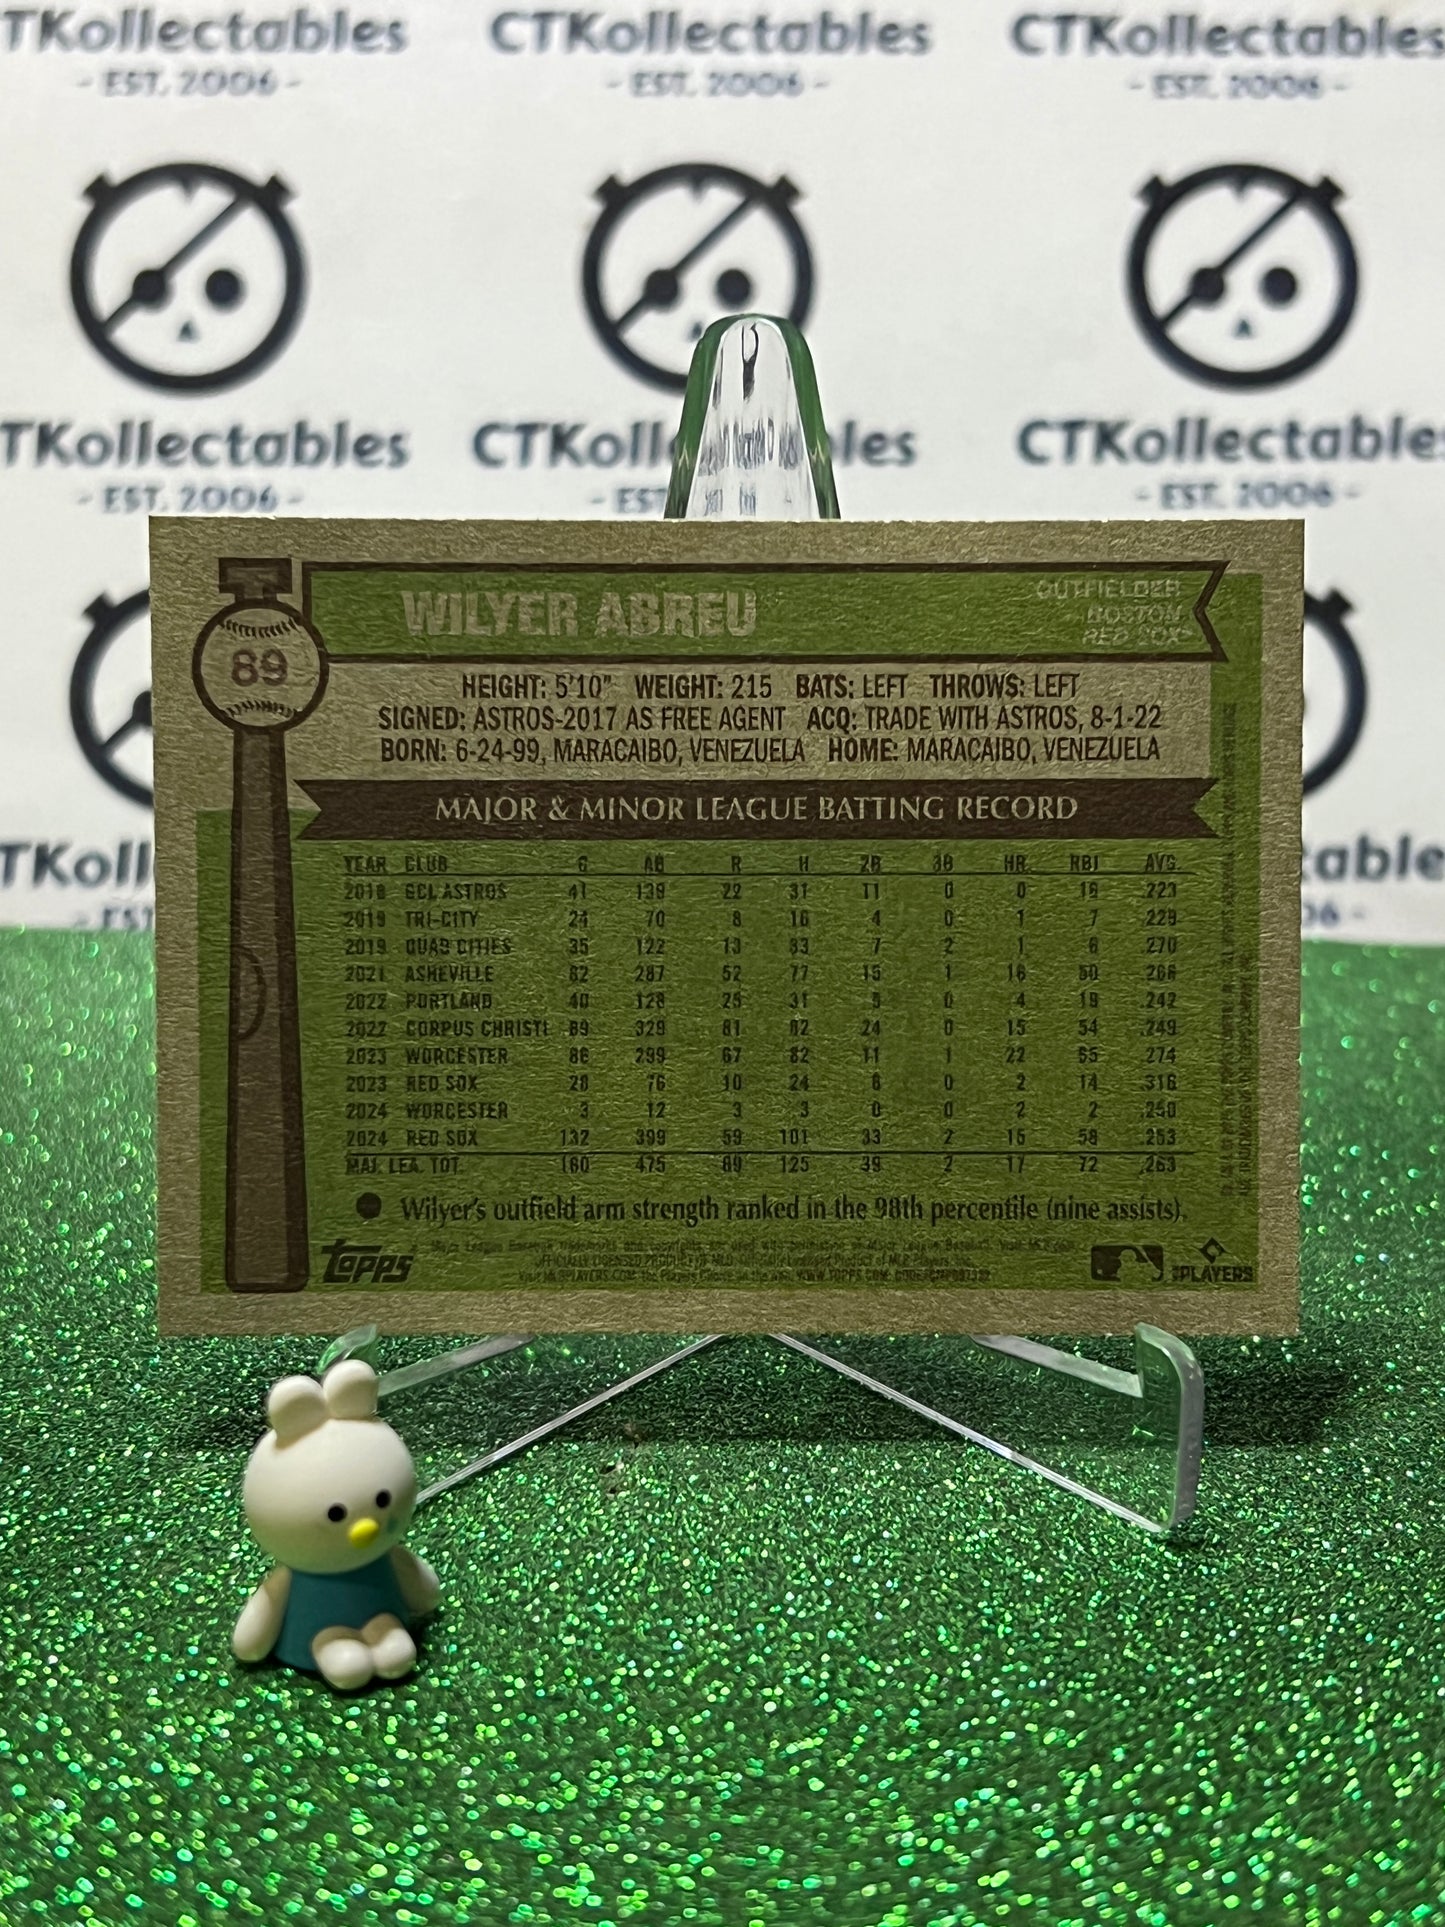 TKollectables CTKollectables CTKollectables
- EST. 2006 - - EST. 2006 - - EST. 2006 -
TKollectables CTKoll les CTKollectables
- EST. 2006 - - EST - EST. 2006 -
WILYER ABREU
OUTFIELDER
BOSTON
RED SOX
89
HEIGHT: 5'10" WEIGHT: 215 BATS: LEFT THROWS: LEFT
SIGNED: ASTROS-2017 AS FREE AGENT ACQ: TRADE WITH ASTROS, 8-1-22
BORN: 6-24-99, MARACAIBO, VENEZUELA HOME: MARACAIBO, VENEZUELA
MAJOR & MINOR LEAGUE BATTING RECORD
YEAR CLUB G AB R H 2B 3B HR RBI AVG.
2018 GCL ASTROS 41 139 22 31 11 0 0 16 .223
2019 TRI-CITY 24 70 8 16 4 0 1 7 .229
2019 QUAD CITIES 35 122 13 33 7 2 1 6 .270
2021 ASHEVILLE 82 287 52 77 15 1 16 50 .268
2022 PORTLAND 40 128 25 31 5 0 4 19 .242
2022 CORPUS CHRISTI 89 329 81 82 24 0 15 54 .249
2023 WORCESTER 86 299 67 82 11 1 22 65 .274
2023 RED SOX 28 76 10 24 6 0 2 14 .316
2024 WORCESTER 3 12 3 3 0 0 2 2 .250
2024 RED SOX 132 399 59 101 33 2 15 58 .253
MAJ. LEA. TOT. 160 475 69 125 39 2 17 72 .263
Wilyer's outfield arm strength ranked in the 98th percentile (nine assists).
Topps
PLAYERS
TKoll able
- EST 06 -